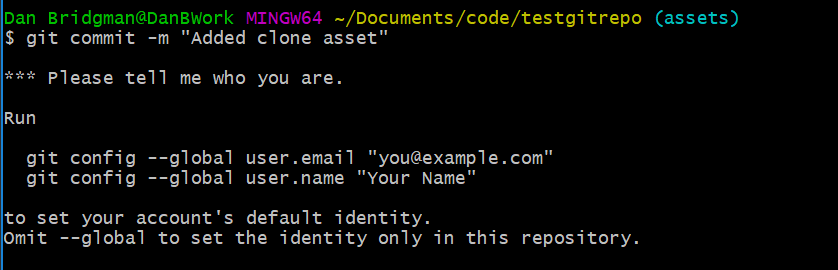 Dan Bridgman@DanBWork MINGW64 ~/Documents/code/testgitrepo (assets)
$ git commit -m "Added clone asset"
*** Please tell me who you are.
Run
git config --global user.email "you@example.com"
git config --global user.name "Your Name"
to set your account's default identity.
Omit --global to set the identity only in this repository.